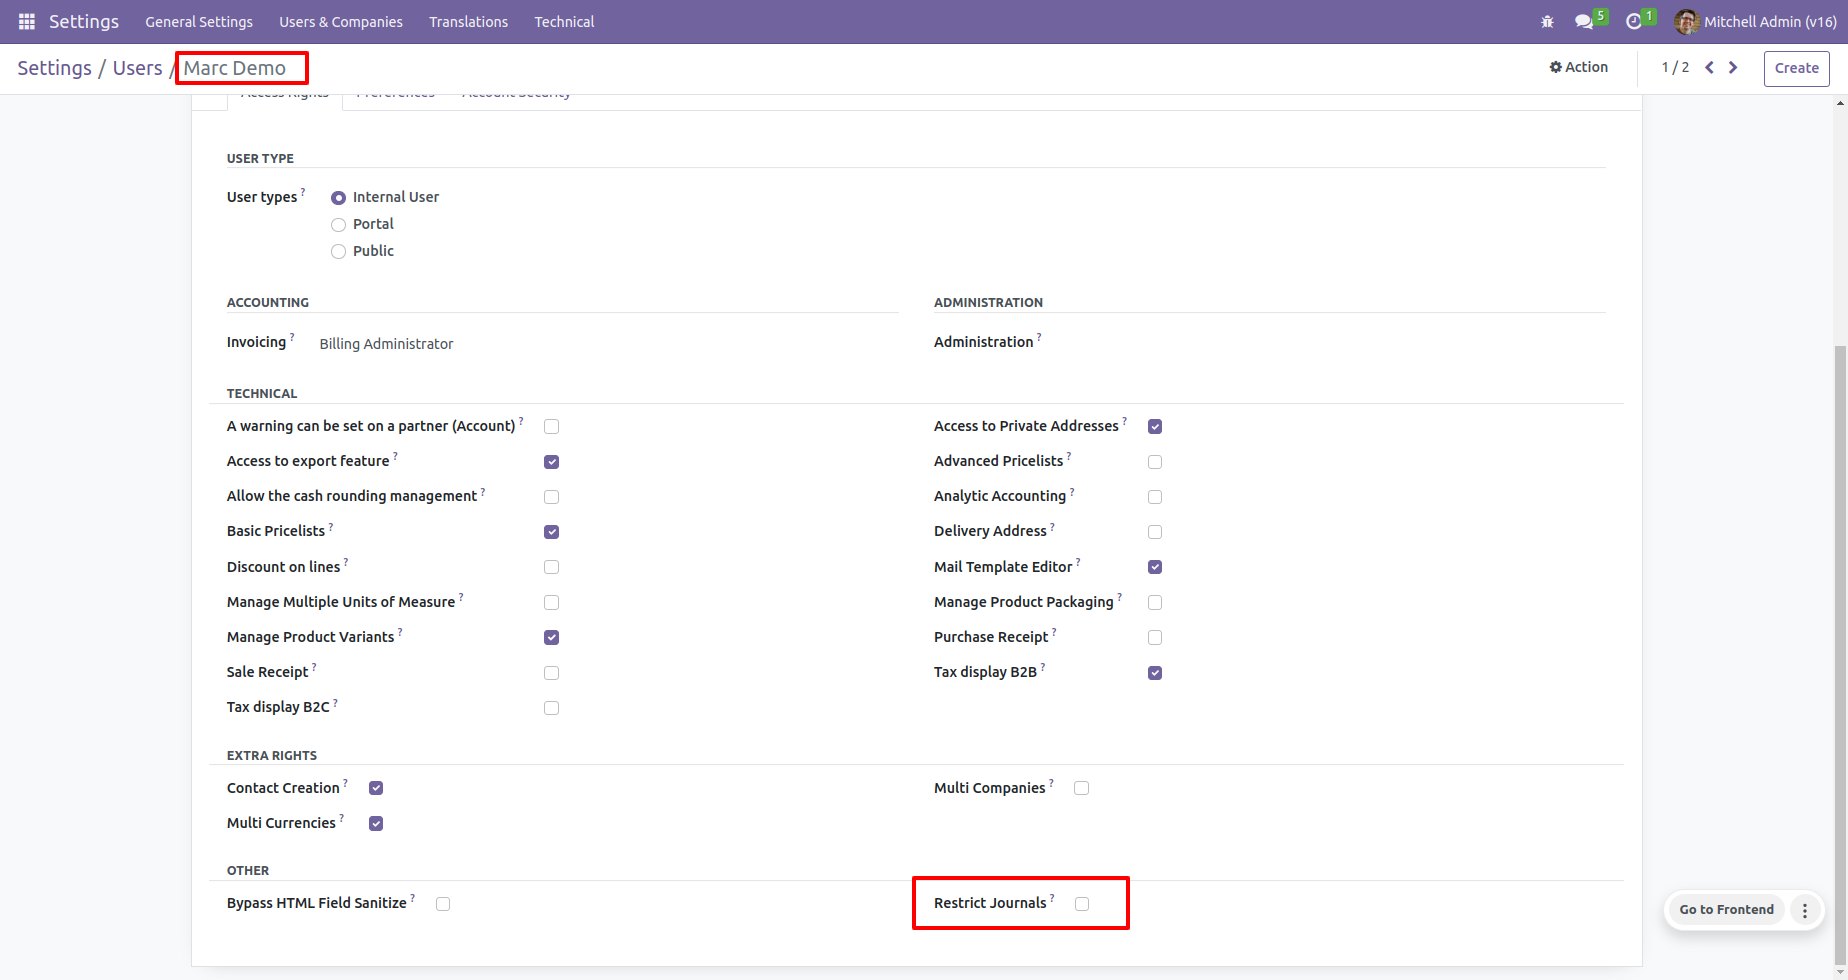 Settings General Settings Users & Companies Translations Technical 5 1 Mitchell Admin (v16)
Settings / Users / Marc Demo Action 1 / 2 Create
Access Rights Preferences Account Security
USER TYPE
User types ? Internal User
Portal
Public
ACCOUNTING ADMINISTRATION
Invoicing ? Billing Administrator Administration ?
TECHNICAL
A warning can be set on a partner (Account) ? Access to Private Addresses ?
Access to export feature ? Advanced Pricelists ?
Allow the cash rounding management ? Analytic Accounting ?
Basic Pricelists ? Delivery Address ?
Discount on lines ? Mail Template Editor ?
Manage Multiple Units of Measure ? Manage Product Packaging ?
Manage Product Variants ? Purchase Receipt ?
Sale Receipt ? Tax display B2B ?
Tax display B2C ?
EXTRA RIGHTS
Contact Creation ? Multi Companies ?
Multi Currencies ?
OTHER
Bypass HTML Field Sanitize ? Restrict Journals ?
Go to Frontend